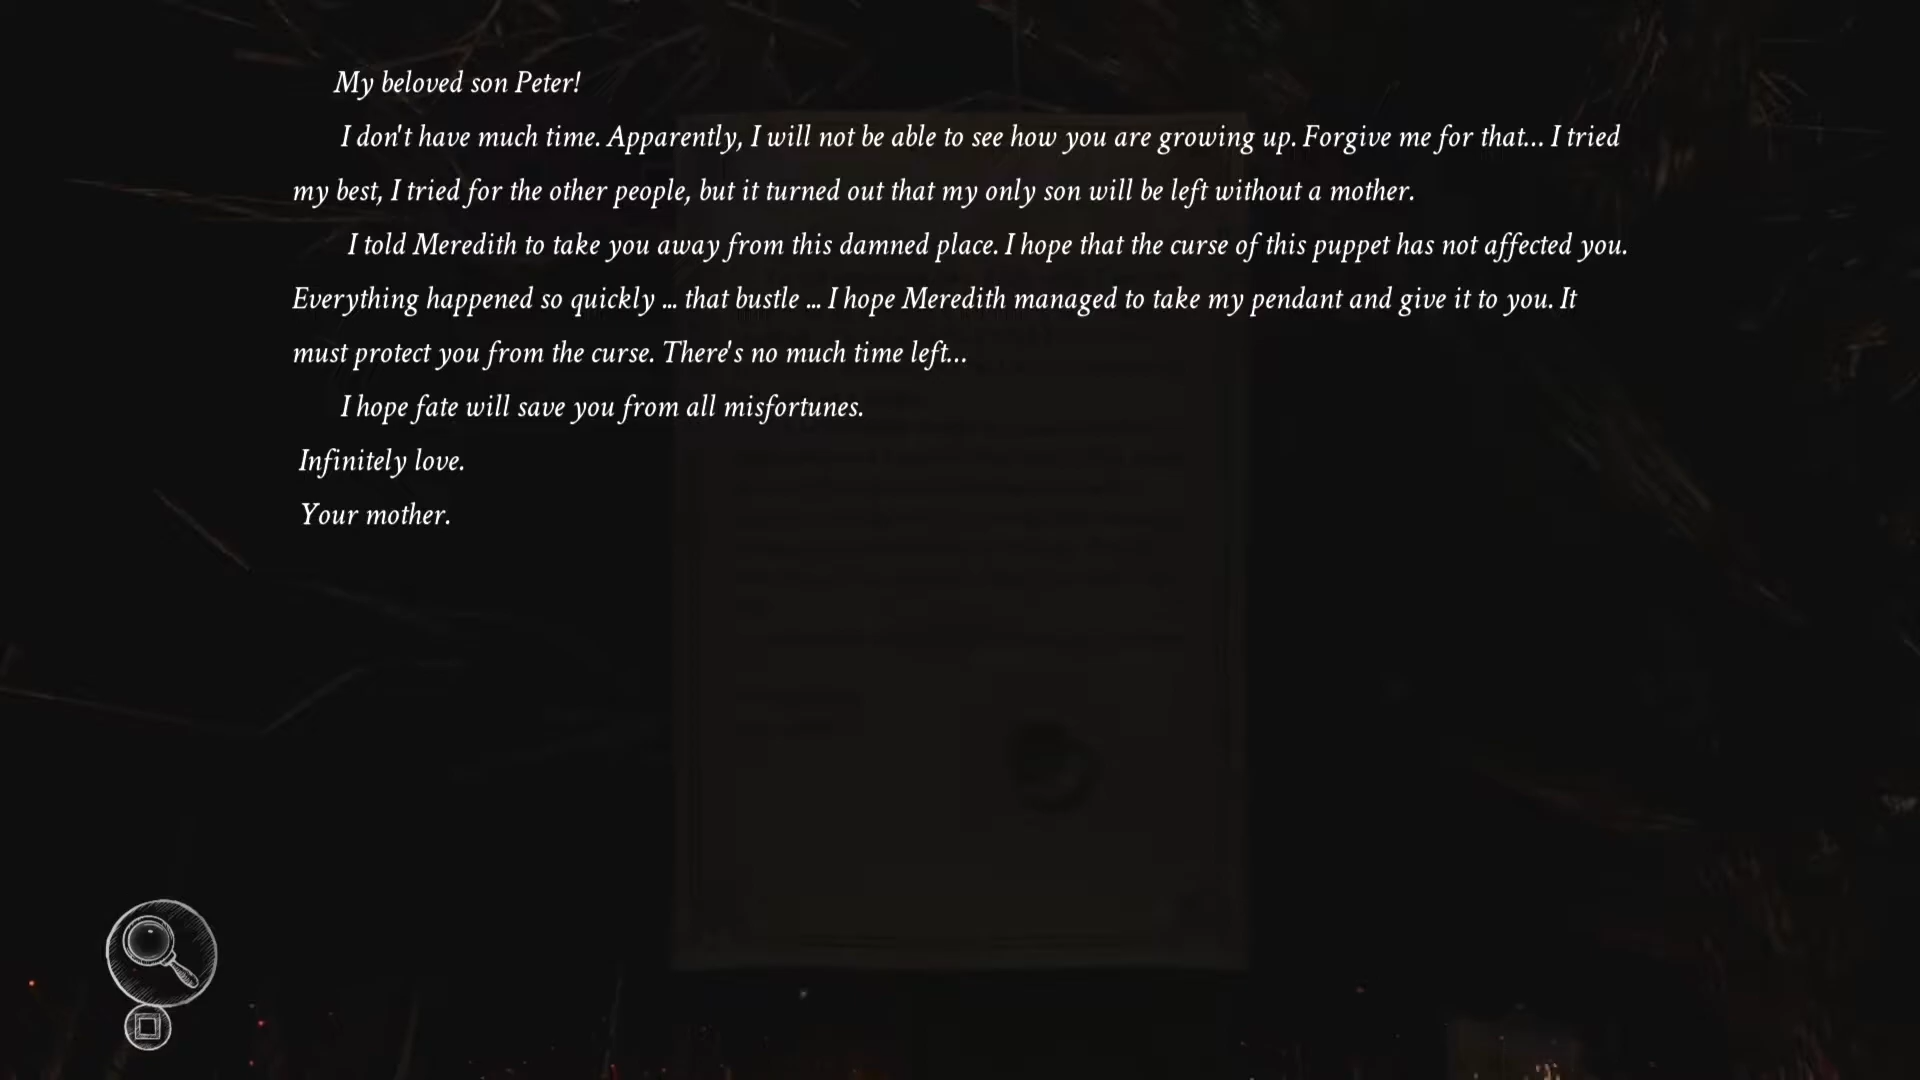 My beloved son Peter!
I don't have much time. Apparently, I will not be able to see how you are growing up. Forgive me for that... I tried
my best, I tried for the other people, but it turned out that my only son will be left without a mother.
I told Meredith to take you away from this damned place. I hope that the curse of this puppet has not affected you.
Everything happened so quickly ... that bustle ... I hope Meredith managed to take my pendant and give it to you. It
must protect you from the curse. There's no much time left...
I hope fate will save you from all misfortunes.
Infinitely love.
Your mother.